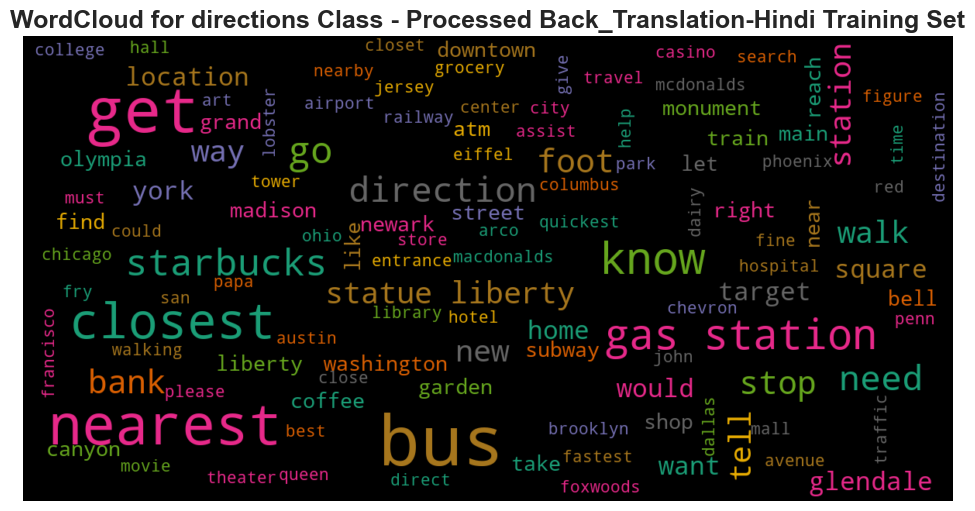 WordCloud for directions Class - Processed Back_Translation-Hindi Training Set
college hall closet downtown casino search station
location nearby grocery give travel mcdonalds reach figure
get art lobster airport jersey railway center city monument
grand atm assist help train main time destination
olympia way go eiffel foot park let phoenix
york tower direction columbus red
must madison newark street quickest dairy right near walk
find could ohio like store arco fine
chicago starbucks entrance macdonalds know hospital square
fry san papa statue liberty target bell
francisco closest library hotel chevron penn
walking austin home gas station
liberty washington new subway john
bank please close garden would stop need
coffee shop dallas traffic
nearest best bus brooklyn tell mall
canyon movie take fastest want avenue
theater queen direct foxwoods glendale